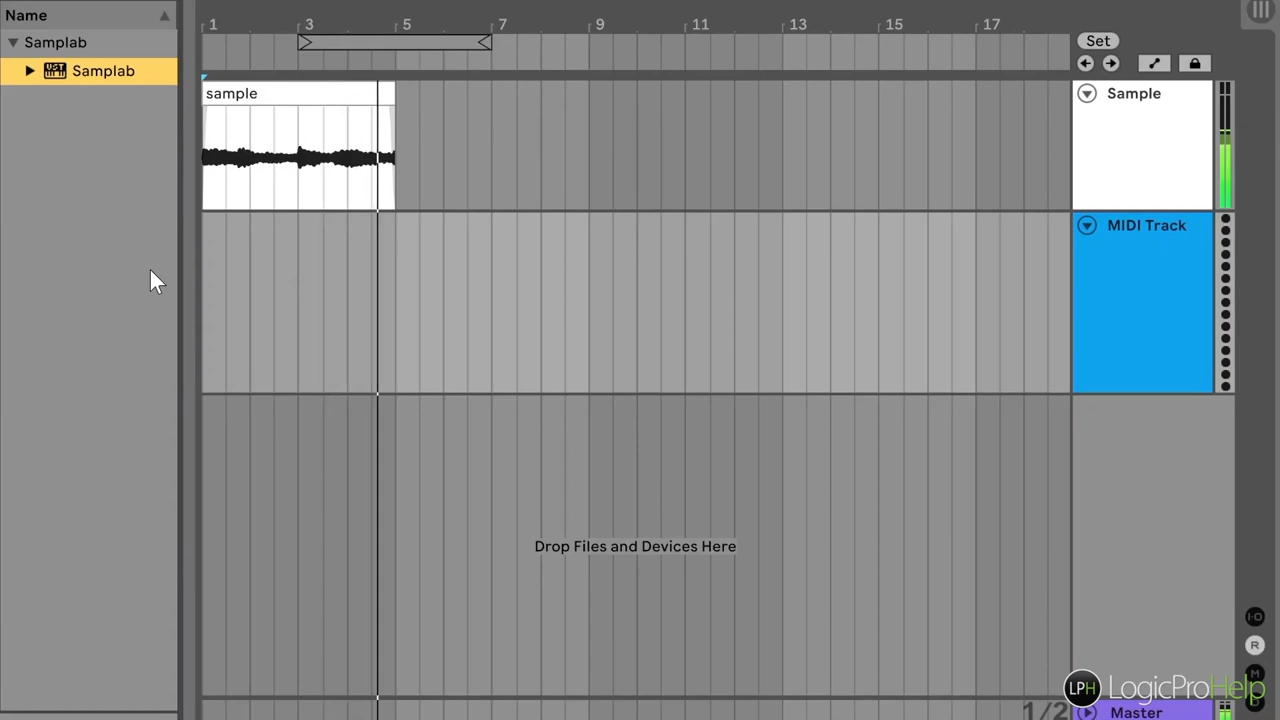 Name
Samplab
Samplab
1 3 5 7 9 11 13 15 17
Set
sample
Sample
MIDI Track
Drop Files and Devices Here
I·O
R
M
LPH LogicProHelp
1/2
Master